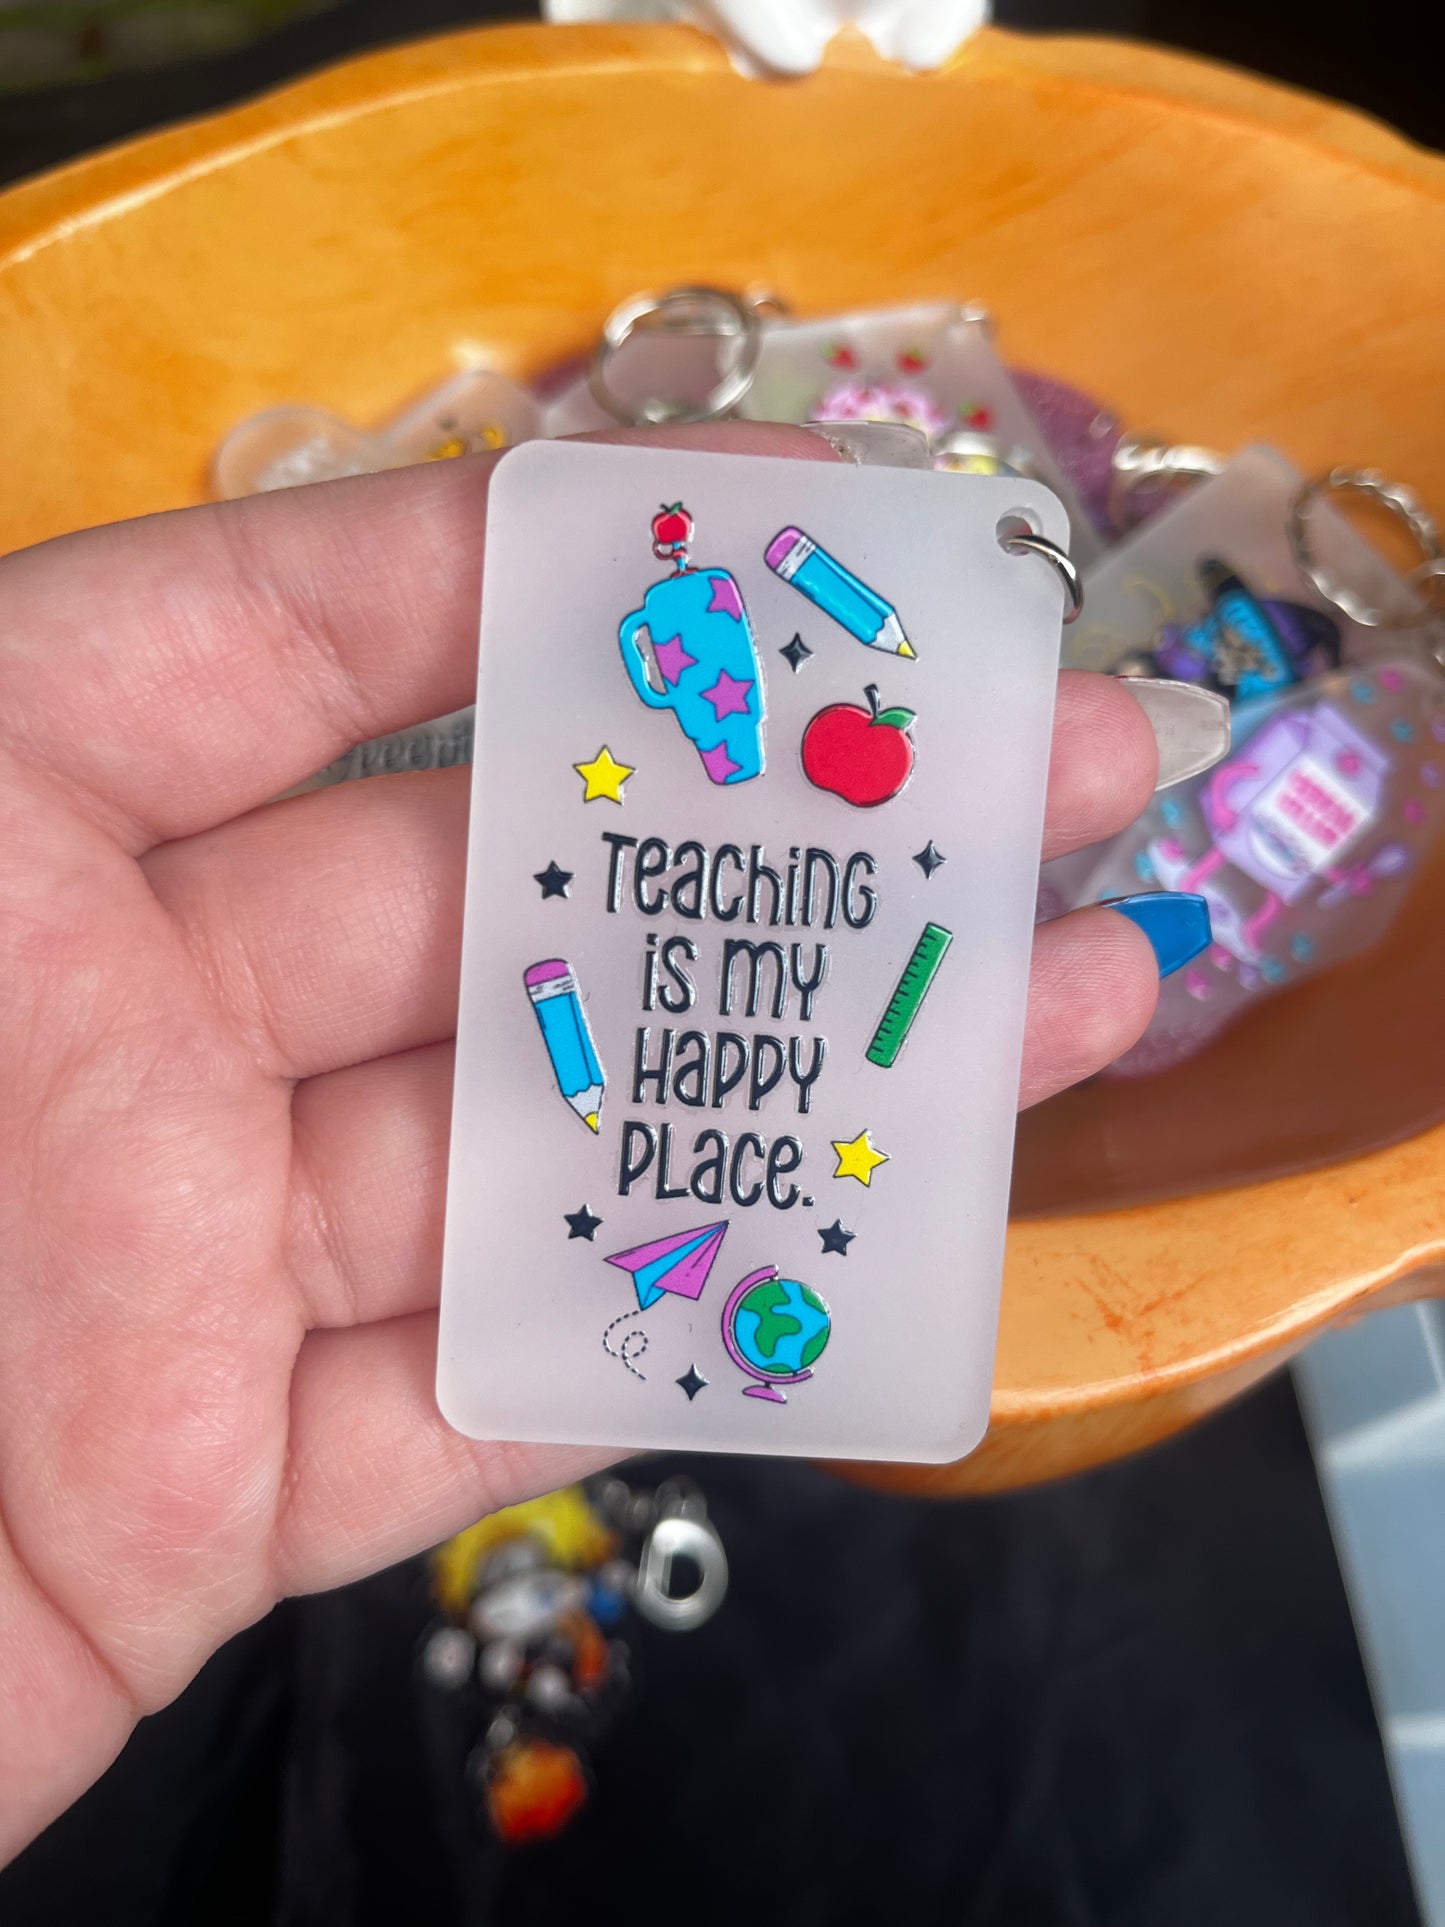 Teaching
is my
Happy
Place.